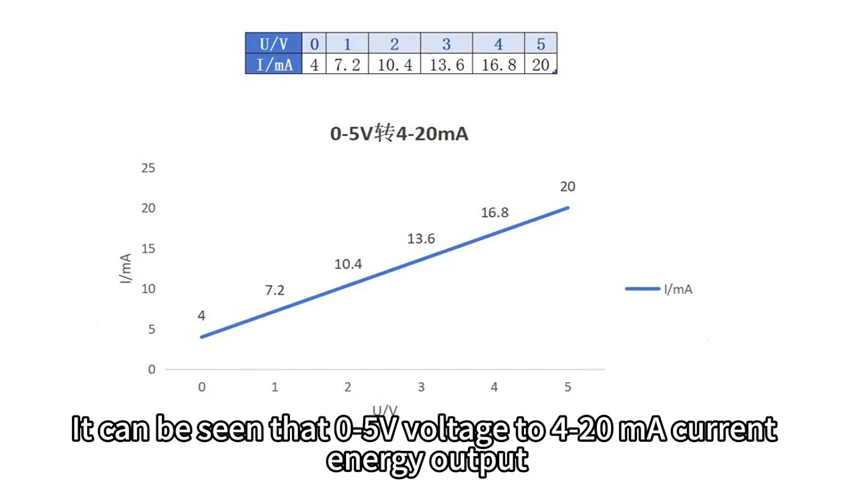 U/V 0 1 2 3 4 5
I/mA 4 7.2 10.4 13.6 16.8 20
0-5V转4-20mA
25
20
15
10
5
0
I/mA
4
7.2
10.4
13.6
16.8
20
I/mA
0 1 2 3 4 5
U/V
It can be seen that 0-5V voltage to 4-20 mA current
energy output